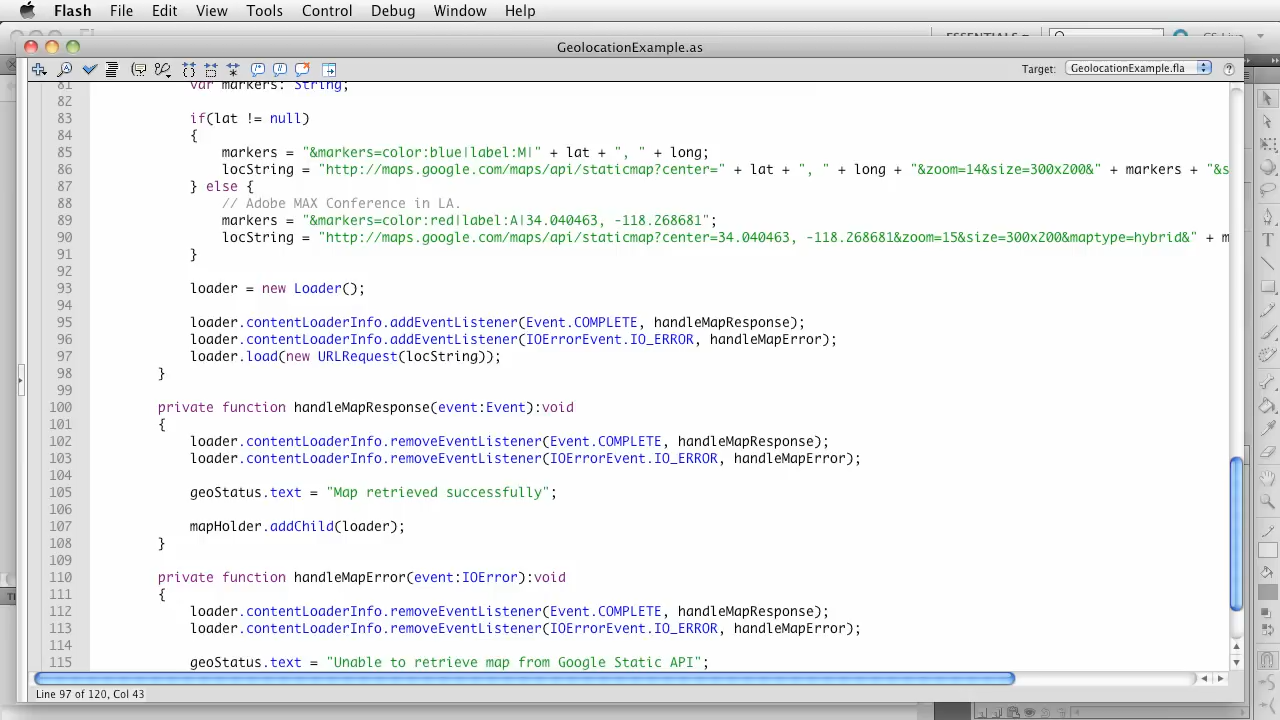 Flash File Edit View Tools Control Debug Window Help
ESSENTIALS
CS Live
GeolocationExample.as
Target: GeolocationExample.fla
81 var markers: String;
82
83 if(lat != null)
84 {
85 markers = "&markers=color:blue|label:M|" + lat + ", " + long;
86 locString = "http://maps.google.com/maps/api/staticmap?center=" + lat + ", " + long + "&zoom=14&size=300x200&" + markers + "&s
87 } else {
88 // Adobe MAX Conference in LA.
89 markers = "&markers=color:red|label:A|34.040463, -118.268681";
90 locString = "http://maps.google.com/maps/api/staticmap?center=34.040463, -118.268681&zoom=15&size=300x200&maptype=hybrid&" + m
91 }
92
93 loader = new Loader();
94
95 loader.contentLoaderInfo.addEventListener(Event.COMPLETE, handleMapResponse);
96 loader.contentLoaderInfo.addEventListener(IOErrorEvent.IO_ERROR, handleMapError);
97 loader.load(new URLRequest(locString));
98 }
99
100 private function handleMapResponse(event:Event):void
101 {
102 loader.contentLoaderInfo.removeEventListener(Event.COMPLETE, handleMapResponse);
103 loader.contentLoaderInfo.removeEventListener(IOErrorEvent.IO_ERROR, handleMapError);
104
105 geoStatus.text = "Map retrieved successfully";
106
107 mapHolder.addChild(loader);
108 }
109
110 private function handleMapError(event:IOError):void
111 {
112 loader.contentLoaderInfo.removeEventListener(Event.COMPLETE, handleMapResponse);
113 loader.contentLoaderInfo.removeEventListener(IOErrorEvent.IO_ERROR, handleMapError);
114
115 geoStatus.text = "Unable to retrieve map from Google Static API";
Line 97 of 120, Col 43